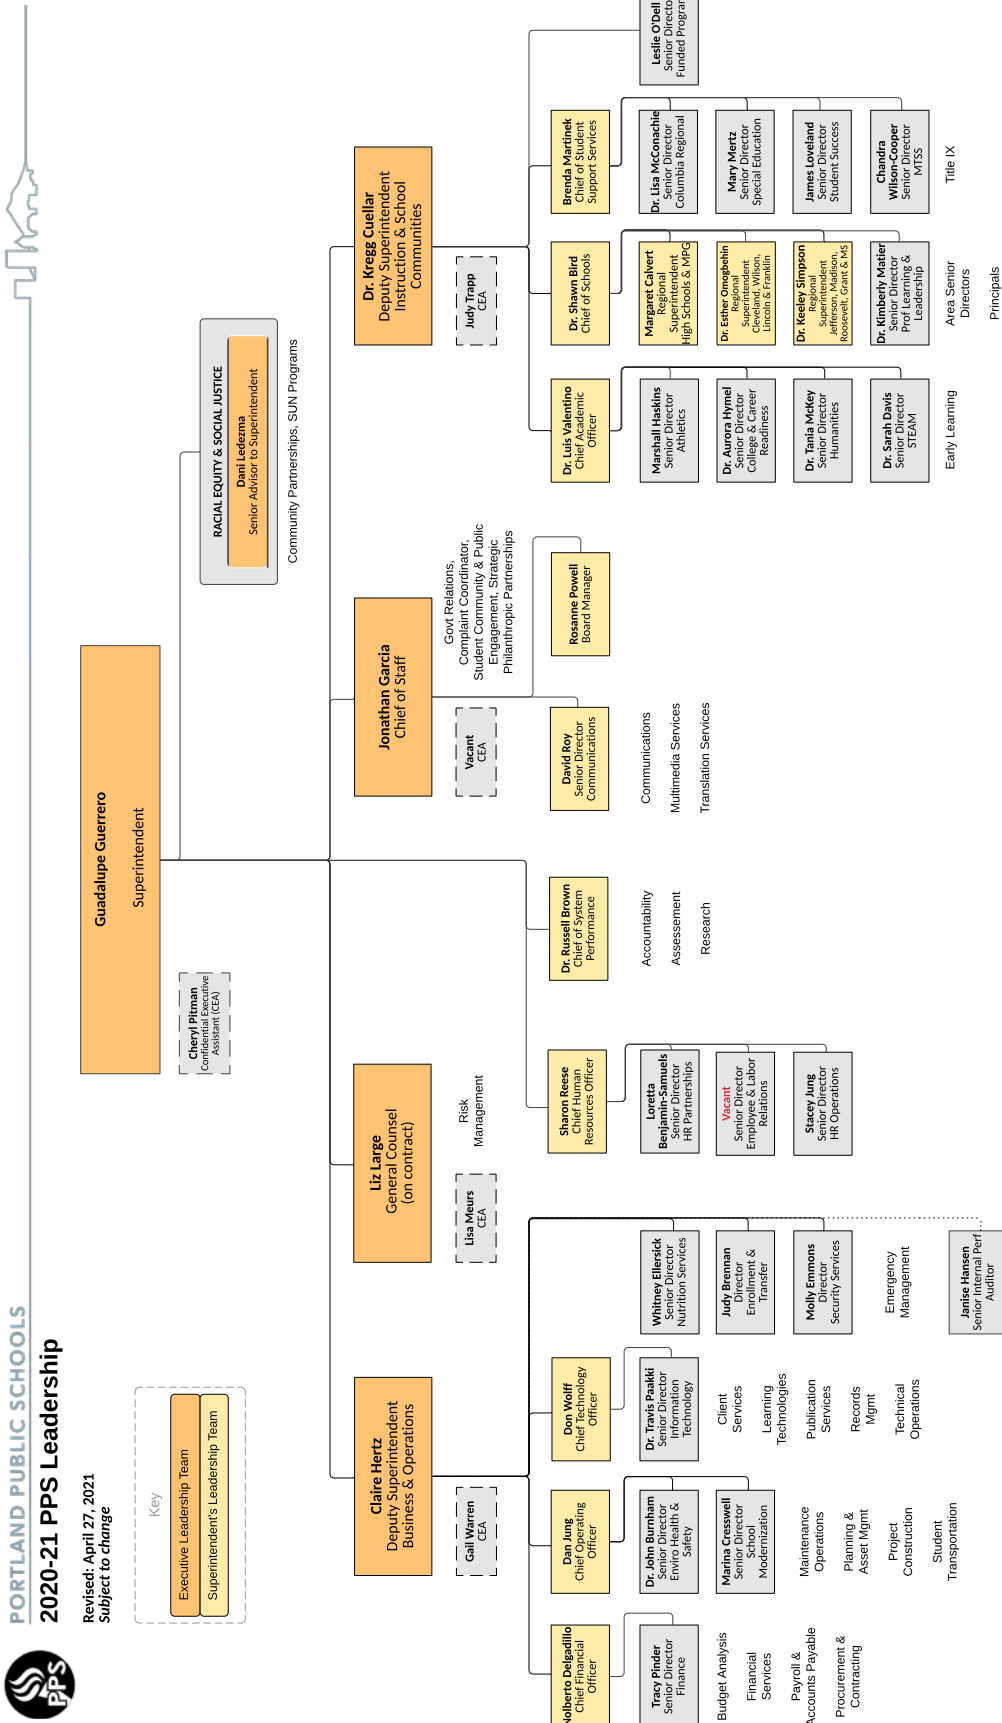 PPS
PORTLAND PUBLIC SCHOOLS
2020-21 PPS Leadership
Revised: April 27, 2021
Subject to change
Key
Executive Leadership Team
Superintendent's Leadership Team
Guadalupe Guerrero
Superintendent
Cheryl Pitman
Confidential Executive
Assistant (CEA)
RACIAL EQUITY & SOCIAL JUSTICE
Dani Ledezma
Senior Advisor to Superintendent
Community Partnerships, SUN Programs
Claire Hertz
Deputy Superintendent
Business & Operations
Gail Warren
CEA
Liz Large
General Counsel
(on contract)
Lisa Meurs
CEA
Risk
Management
Jonathan Garcia
Chief of Staff
Vacant
CEA
Govt Relations,
Complaint Coordinator,
Student Community & Public
Engagement, Strategic
Philanthropic Partnerships
Dr. Kregg Cuellar
Deputy Superintendent
Instruction & School
Communities
Judy Trapp
CEA
Nolberto Delgadillo
Chief Financial
Officer
Tracy Pinder
Senior Director
Finance
Budget Analysis
Financial
Services
Payroll &
Accounts Payable
Procurement &
Contracting
Dan Jung
Chief Operating
Officer
Dr. John Burnham
Senior Director
Enviro Health &
Safety
Marina Cresswell
Senior Director
School
Modernization
Maintenance
Operations
Planning &
Asset Mgmt
Project
Construction
Student
Transportation
Don Wolff
Chief Technology
Officer
Dr. Travis Paakki
Senior Director
Information
Technology
Client
Services
Learning
Technologies
Publication
Services
Records
Mgmt
Technical
Operations
Whitney Ellersick
Senior Director
Nutrition Services
Judy Brennan
Director
Enrollment &
Transfer
Molly Emmons
Director
Security Services
Emergency
Management
Janise Hansen
Senior Internal Perf
Auditor
Sharon Reese
Chief Human
Resources Officer
Loretta
Benjamin-Samuels
Senior Director
HR Partnerships
Vacant
Senior Director
Employee & Labor
Relations
Stacey Jung
Senior Director
HR Operations
Dr. Russell Brown
Chief of System
Performance
Accountability
Assessement
Research
David Roy
Senior Director
Communications
Communications
Multimedia Services
Translation Services
Rosanne Powell
Board Manager
Dr. Luis Valentino
Chief Academic
Officer
Marshall Haskins
Senior Director
Athletics
Dr. Aurora Hymel
Senior Director
College & Career
Readiness
Dr. Tania McKey
Senior Director
Humanities
Dr. Sarah Davis
Senior Director
STEAM
Early Learning
Dr. Shawn Bird
Chief of Schools
Margaret Calvert
Regional
Superintendent
High Schools & MPG
Dr. Esther Omogbehin
Regional
Superintendent
Cleveland, Wilson,
Lincoln & Franklin
Dr. Keeley Simpson
Regional
Superintendent
Jefferson, Madison,
Roosevelt, Grant & MS
Dr. Kimberly Matier
Senior Director
Prof Learning &
Leadership
Area Senior
Directors
Principals
Brenda Martinek
Chief of Student
Support Services
Dr. Lisa McConachie
Senior Director
Columbia Regional
Mary Mertz
Senior Director
Special Education
James Loveland
Senior Director
Student Success
Chandra
Wilson-Cooper
Senior Director
MTSS
Title IX
Leslie O'Dell
Senior Director
Funded Program